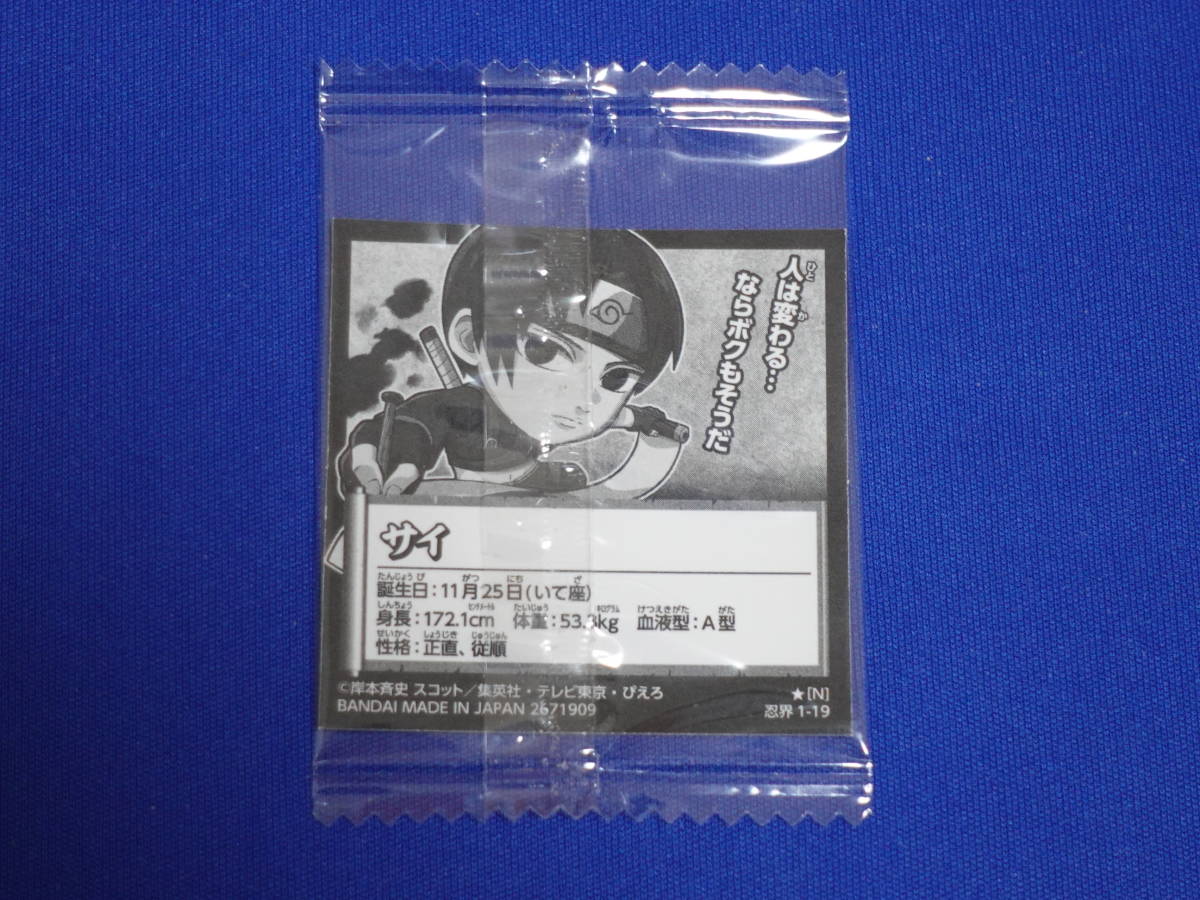 人は変わる…
ならボクもそうだ
サイ
誕生日：11月25日(いて座)
身長：172.1cm 体重：53.3kg 血液型：A型
性格：正直、従順
©岸本斉史 スコット／集英社・テレビ東京・ぴえろ
BANDAI MADE IN JAPAN 2671909
★[N]
忍界 1-19